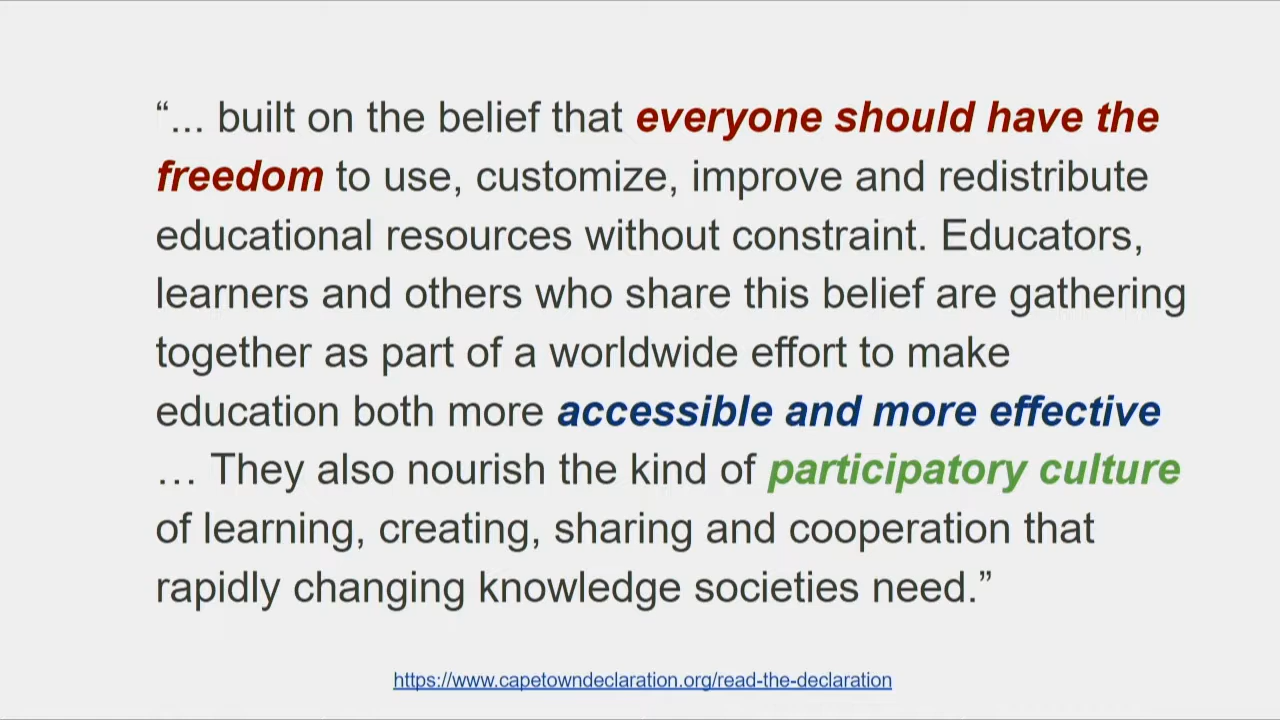 “... built on the belief that everyone should have the
freedom to use, customize, improve and redistribute
educational resources without constraint. Educators,
learners and others who share this belief are gathering
together as part of a worldwide effort to make
education both more accessible and more effective
… They also nourish the kind of participatory culture
of learning, creating, sharing and cooperation that
rapidly changing knowledge societies need.”
https://www.capetowndeclaration.org/read-the-declaration